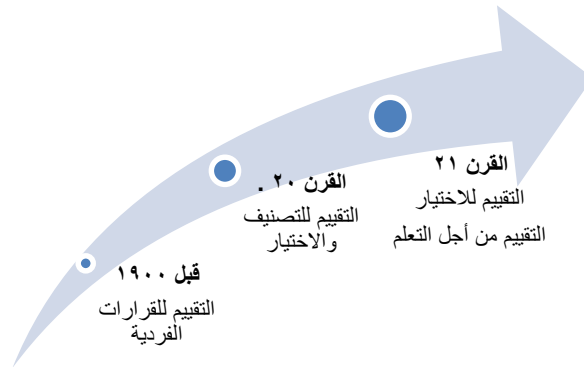 القرن ٢١
التقييم للاختيار
التقييم من أجل التعلم
القرن ٢٠ .
التقييم للتصنيف
والاختيار
قبل ١٩٠٠
التقييم للقرارات
الفردية